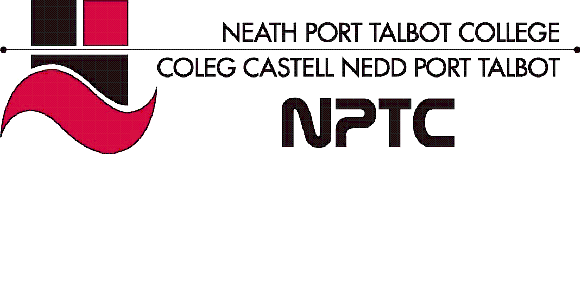 NEATH PORT TALBOT COLLEGE
COLEG CASTELL NEDD PORT TALBOT
NPTC